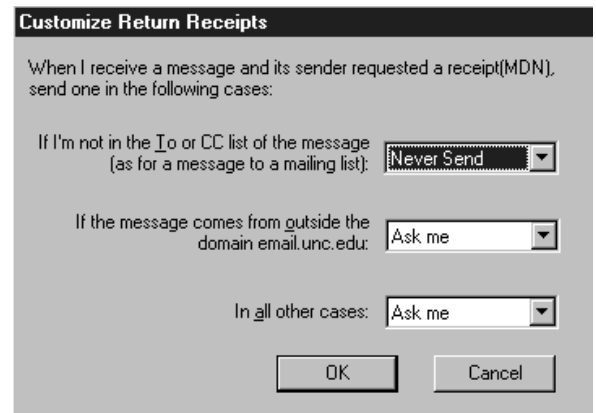 Customize Return Receipts
When I receive a message and its sender requested a receipt(MDN),
send one in the following cases:
If I'm not in the To or CC list of the message
(as for a message to a mailing list):
Never Send
If the message comes from outside the
domain email.unc.edu:
Ask me
In all other cases:
Ask me
OK
Cancel